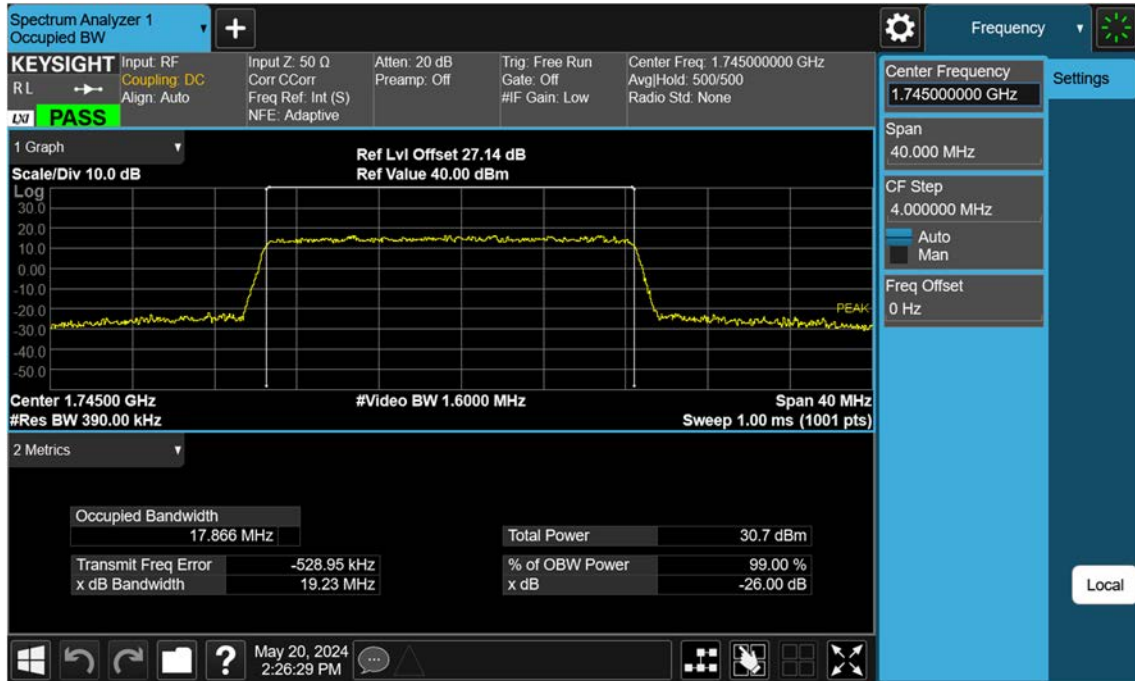 Spectrum Analyzer 1
Occupied BW
+
Frequency
KEYSIGHT
R L
LXI PASS
Input: RF
Coupling: DC
Align: Auto
Input Z: 50 Ω
Corr CCorr
Freq Ref: Int (S)
NFE: Adaptive
Atten: 20 dB
Preamp: Off
Trig: Free Run
Gate: Off
#IF Gain: Low
Center Freq: 1.745000000 GHz
Avg|Hold: 500/500
Radio Std: None
1 Graph
Scale/Div 10.0 dB
Ref Lvl Offset 27.14 dB
Ref Value 40.00 dBm
Log
30.0
20.0
10.0
0.00
-10.0
-20.0
-30.0
-40.0
-50.0
PEAK
Center 1.74500 GHz
#Res BW 390.00 kHz
#Video BW 1.6000 MHz
Span 40 MHz
Sweep 1.00 ms (1001 pts)
2 Metrics
Occupied Bandwidth
17.866 MHz
Transmit Freq Error -528.95 kHz
x dB Bandwidth 19.23 MHz
Total Power 30.7 dBm
% of OBW Power 99.00 %
x dB -26.00 dB
Center Frequency
1.745000000 GHz
Span
40.000 MHz
CF Step
4.000000 MHz
Auto
Man
Freq Offset
0 Hz
Settings
Local
?
May 20, 2024
2:26:29 PM